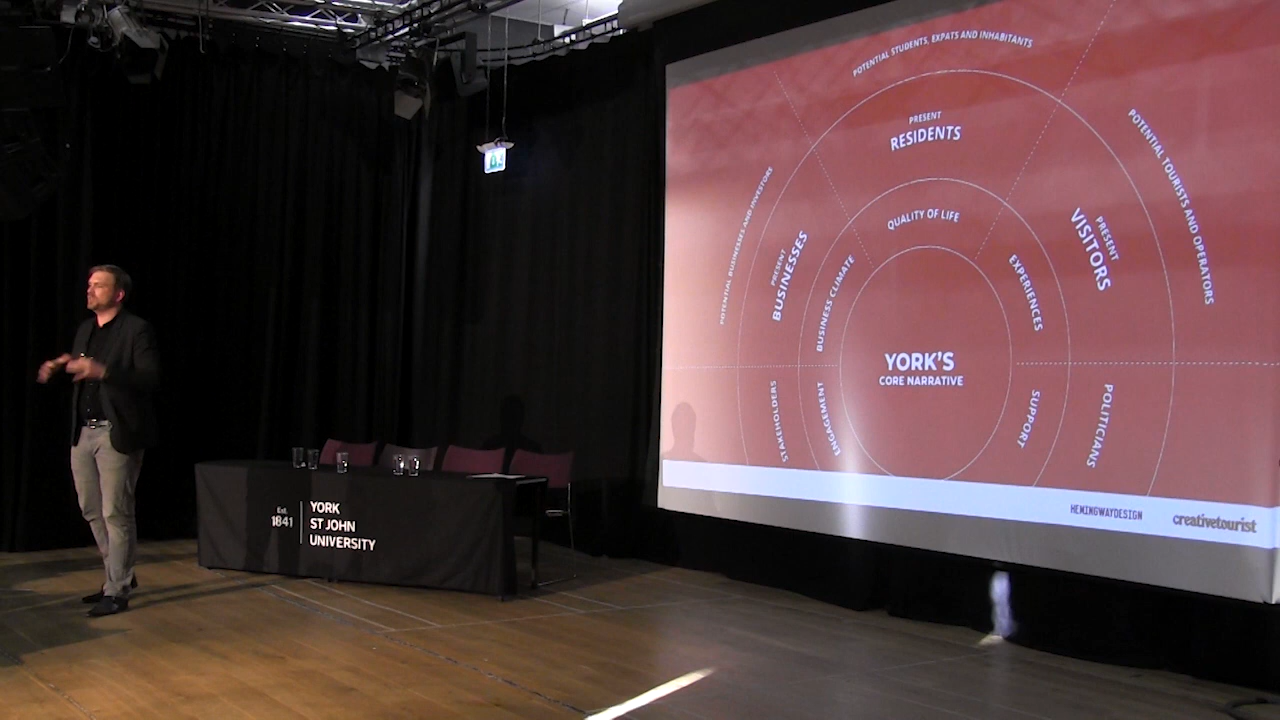 POTENTIAL STUDENTS, EXPATS AND INHABITANTS
PRESENT
RESIDENTS
QUALITY OF LIFE
POTENTIAL BUSINESSES AND INVESTORS
PRESENT
BUSINESSES
BUSINESS CLIMATE
EXPERIENCES
PRESENT
VISITORS
POTENTIAL TOURISTS AND OPERATORS
YORK'S
CORE NARRATIVE
STAKEHOLDERS
ENGAGEMENT
SUPPORT
POLITICIANS
HEMINGWAYDESIGN
creativetourist
Est.
1841
YORK
ST JOHN
UNIVERSITY